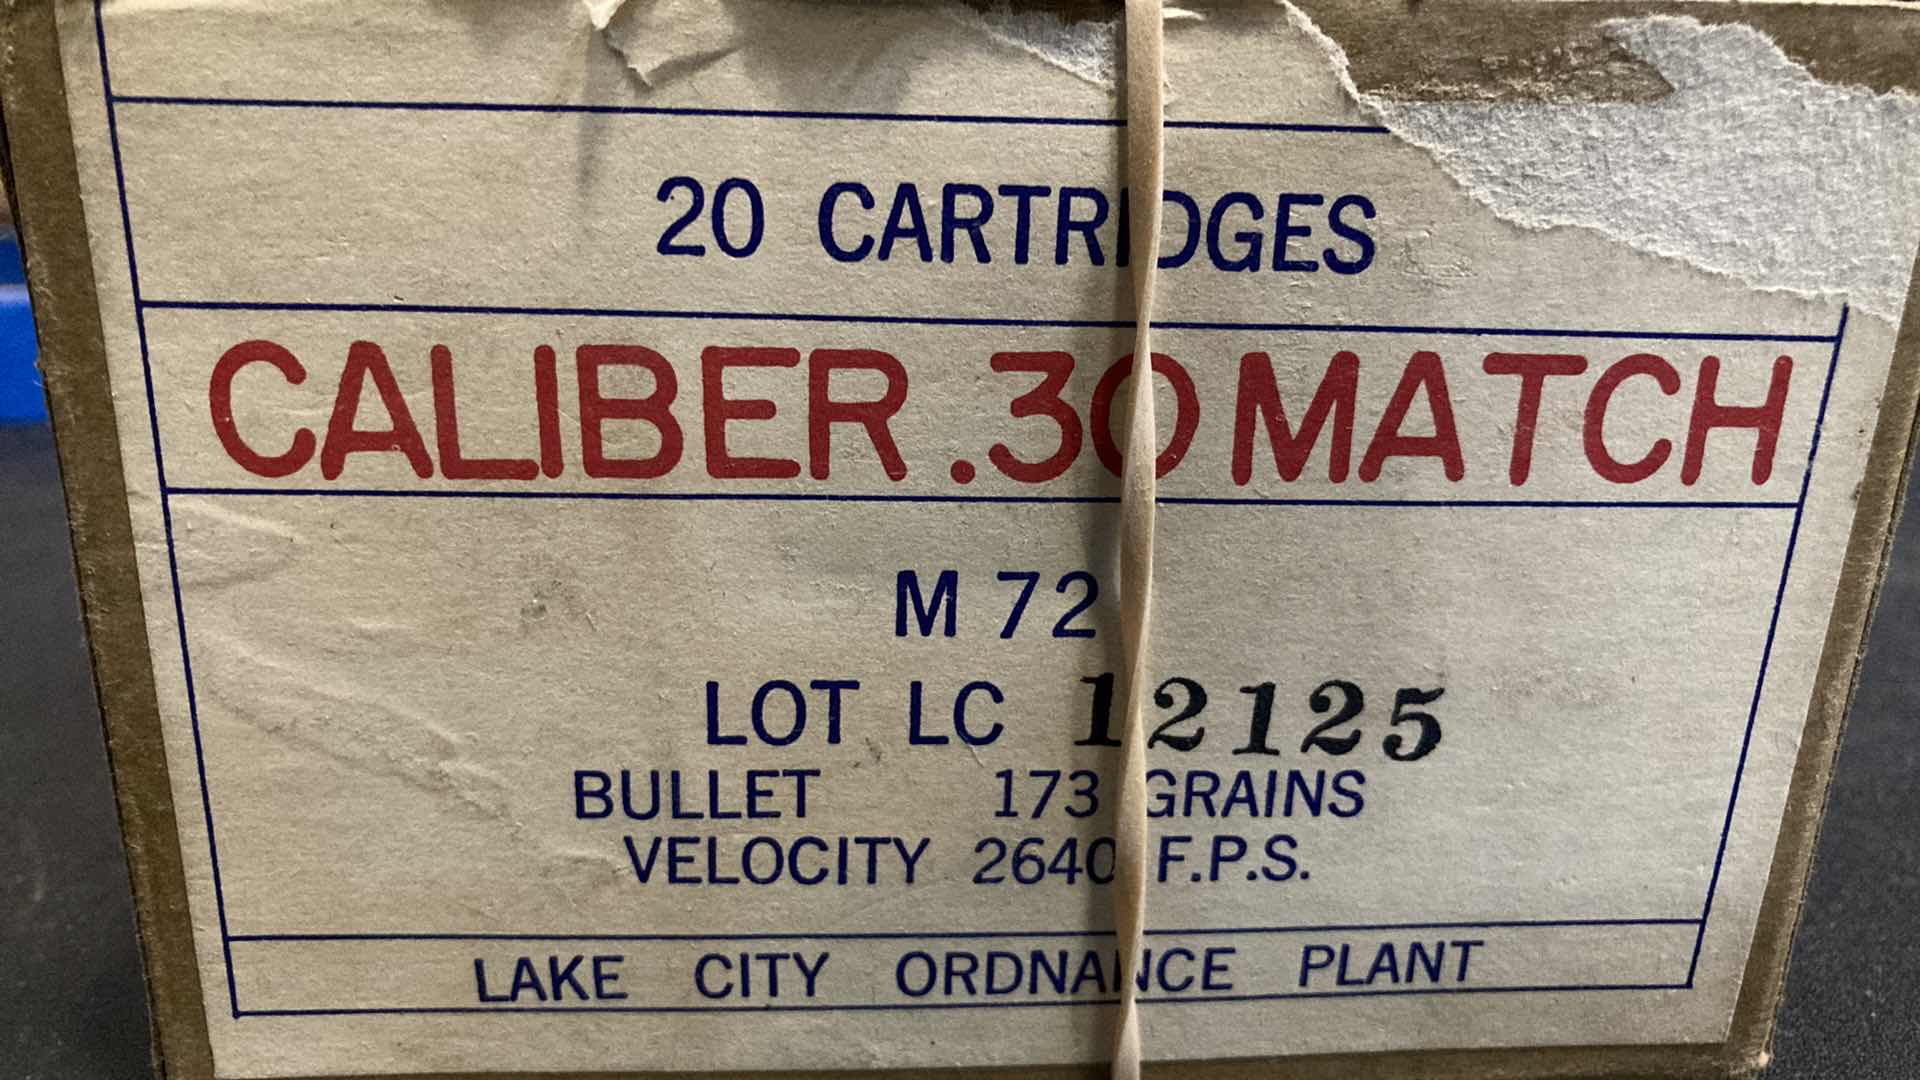 20 CARTRIDGES
CALIBER .30 MATCH
M 72
LOT LC 12125
BULLET 173 GRAINS
VELOCITY 2640 F.P.S.
LAKE CITY ORDNANCE PLANT